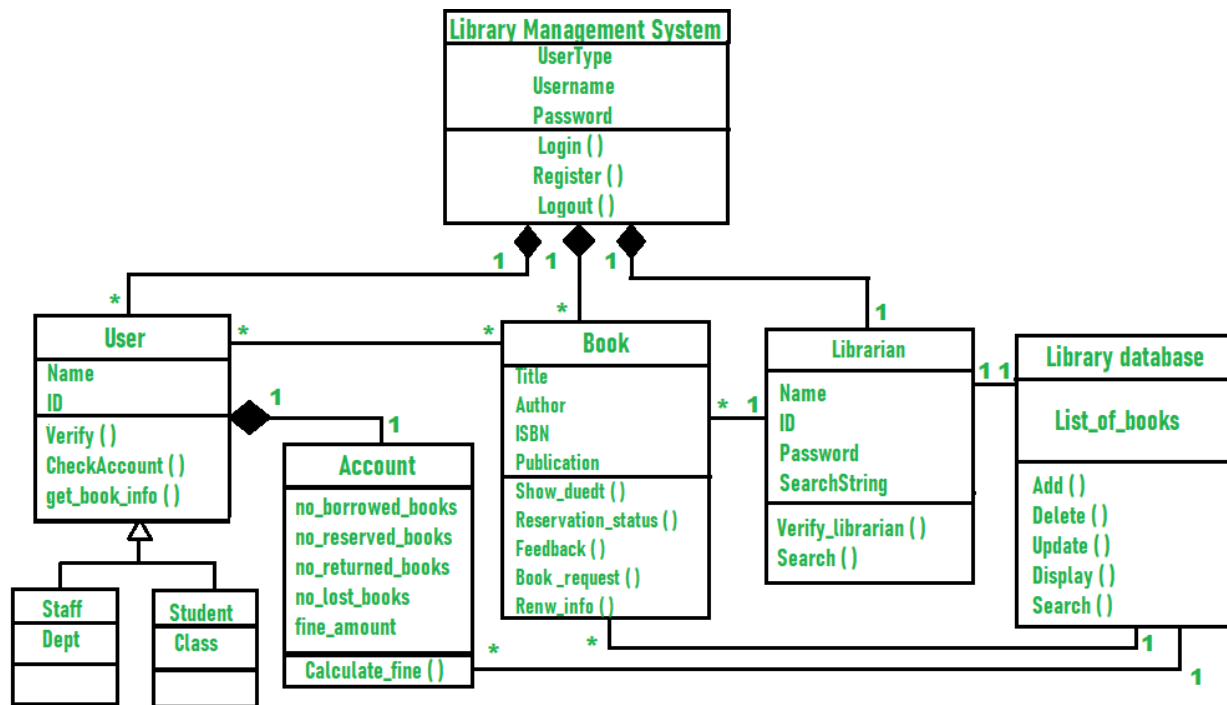 Library Management System
UserType
Username
Password
Login ( )
Register ( )
Logout ( )
1
1
1
*
*
1
User
Name
ID
Verify ( )
CheckAccount ( )
get_book_info ( )
*
*
1
1
Staff
Dept
Student
Class
Account
no_borrowed_books
no_reserved_books
no_returned_books
no_lost_books
fine_amount
Calculate_fine ( )
Book
Title
Author
ISBN
Publication
Show_duedt ( )
Reservation_status ( )
Feedback ( )
Book _request ( )
Renw_info ( )
*
1
Librarian
Name
ID
Password
SearchString
Verify_librarian ( )
Search ( )
1
1
Library database
List_of_books
Add ( )
Delete ( )
Update ( )
Display ( )
Search ( )
*
1
*
1